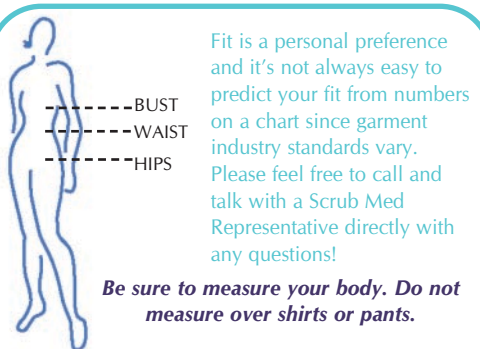 Fit is a personal preference
and it's not always easy to
predict your fit from numbers
on a chart since garment
industry standards vary.
Please feel free to call and
talk with a Scrub Med
Representative directly with
any questions!
BUST
WAIST
HIPS
Be sure to measure your body. Do not
measure over shirts or pants.